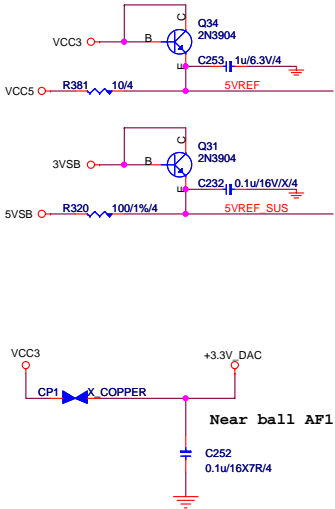 C
Q34
2N3904
VCC3
B
E
C253
1u/6.3V/4
R381
10/4
5VREF
VCC5
C
Q31
2N3904
3VSB
B
E
C232
0.1u/16V/X/4
R320
100/1%/4
5VREF_SUS
5VSB
VCC3
+3.3V_DAC
CP1
X_COPPER
Near ball AF1
C252
0.1u/16X7R/4